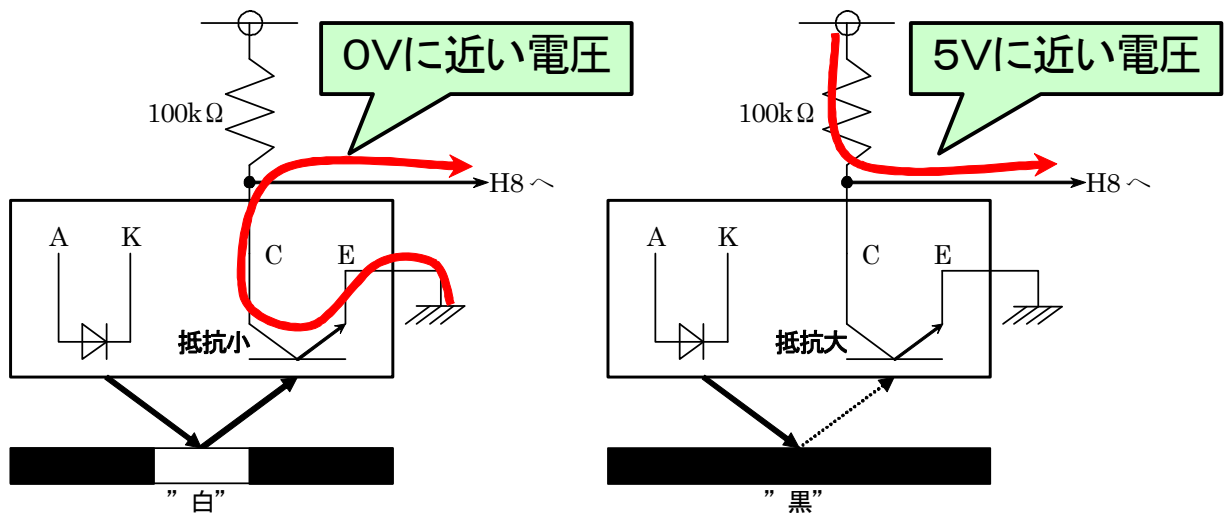 0Vに近い電圧
100kΩ
H8へ
A
K
C
E
抵抗小
”白”
5Vに近い電圧
100kΩ
H8へ
A
K
C
E
抵抗大
”黒”